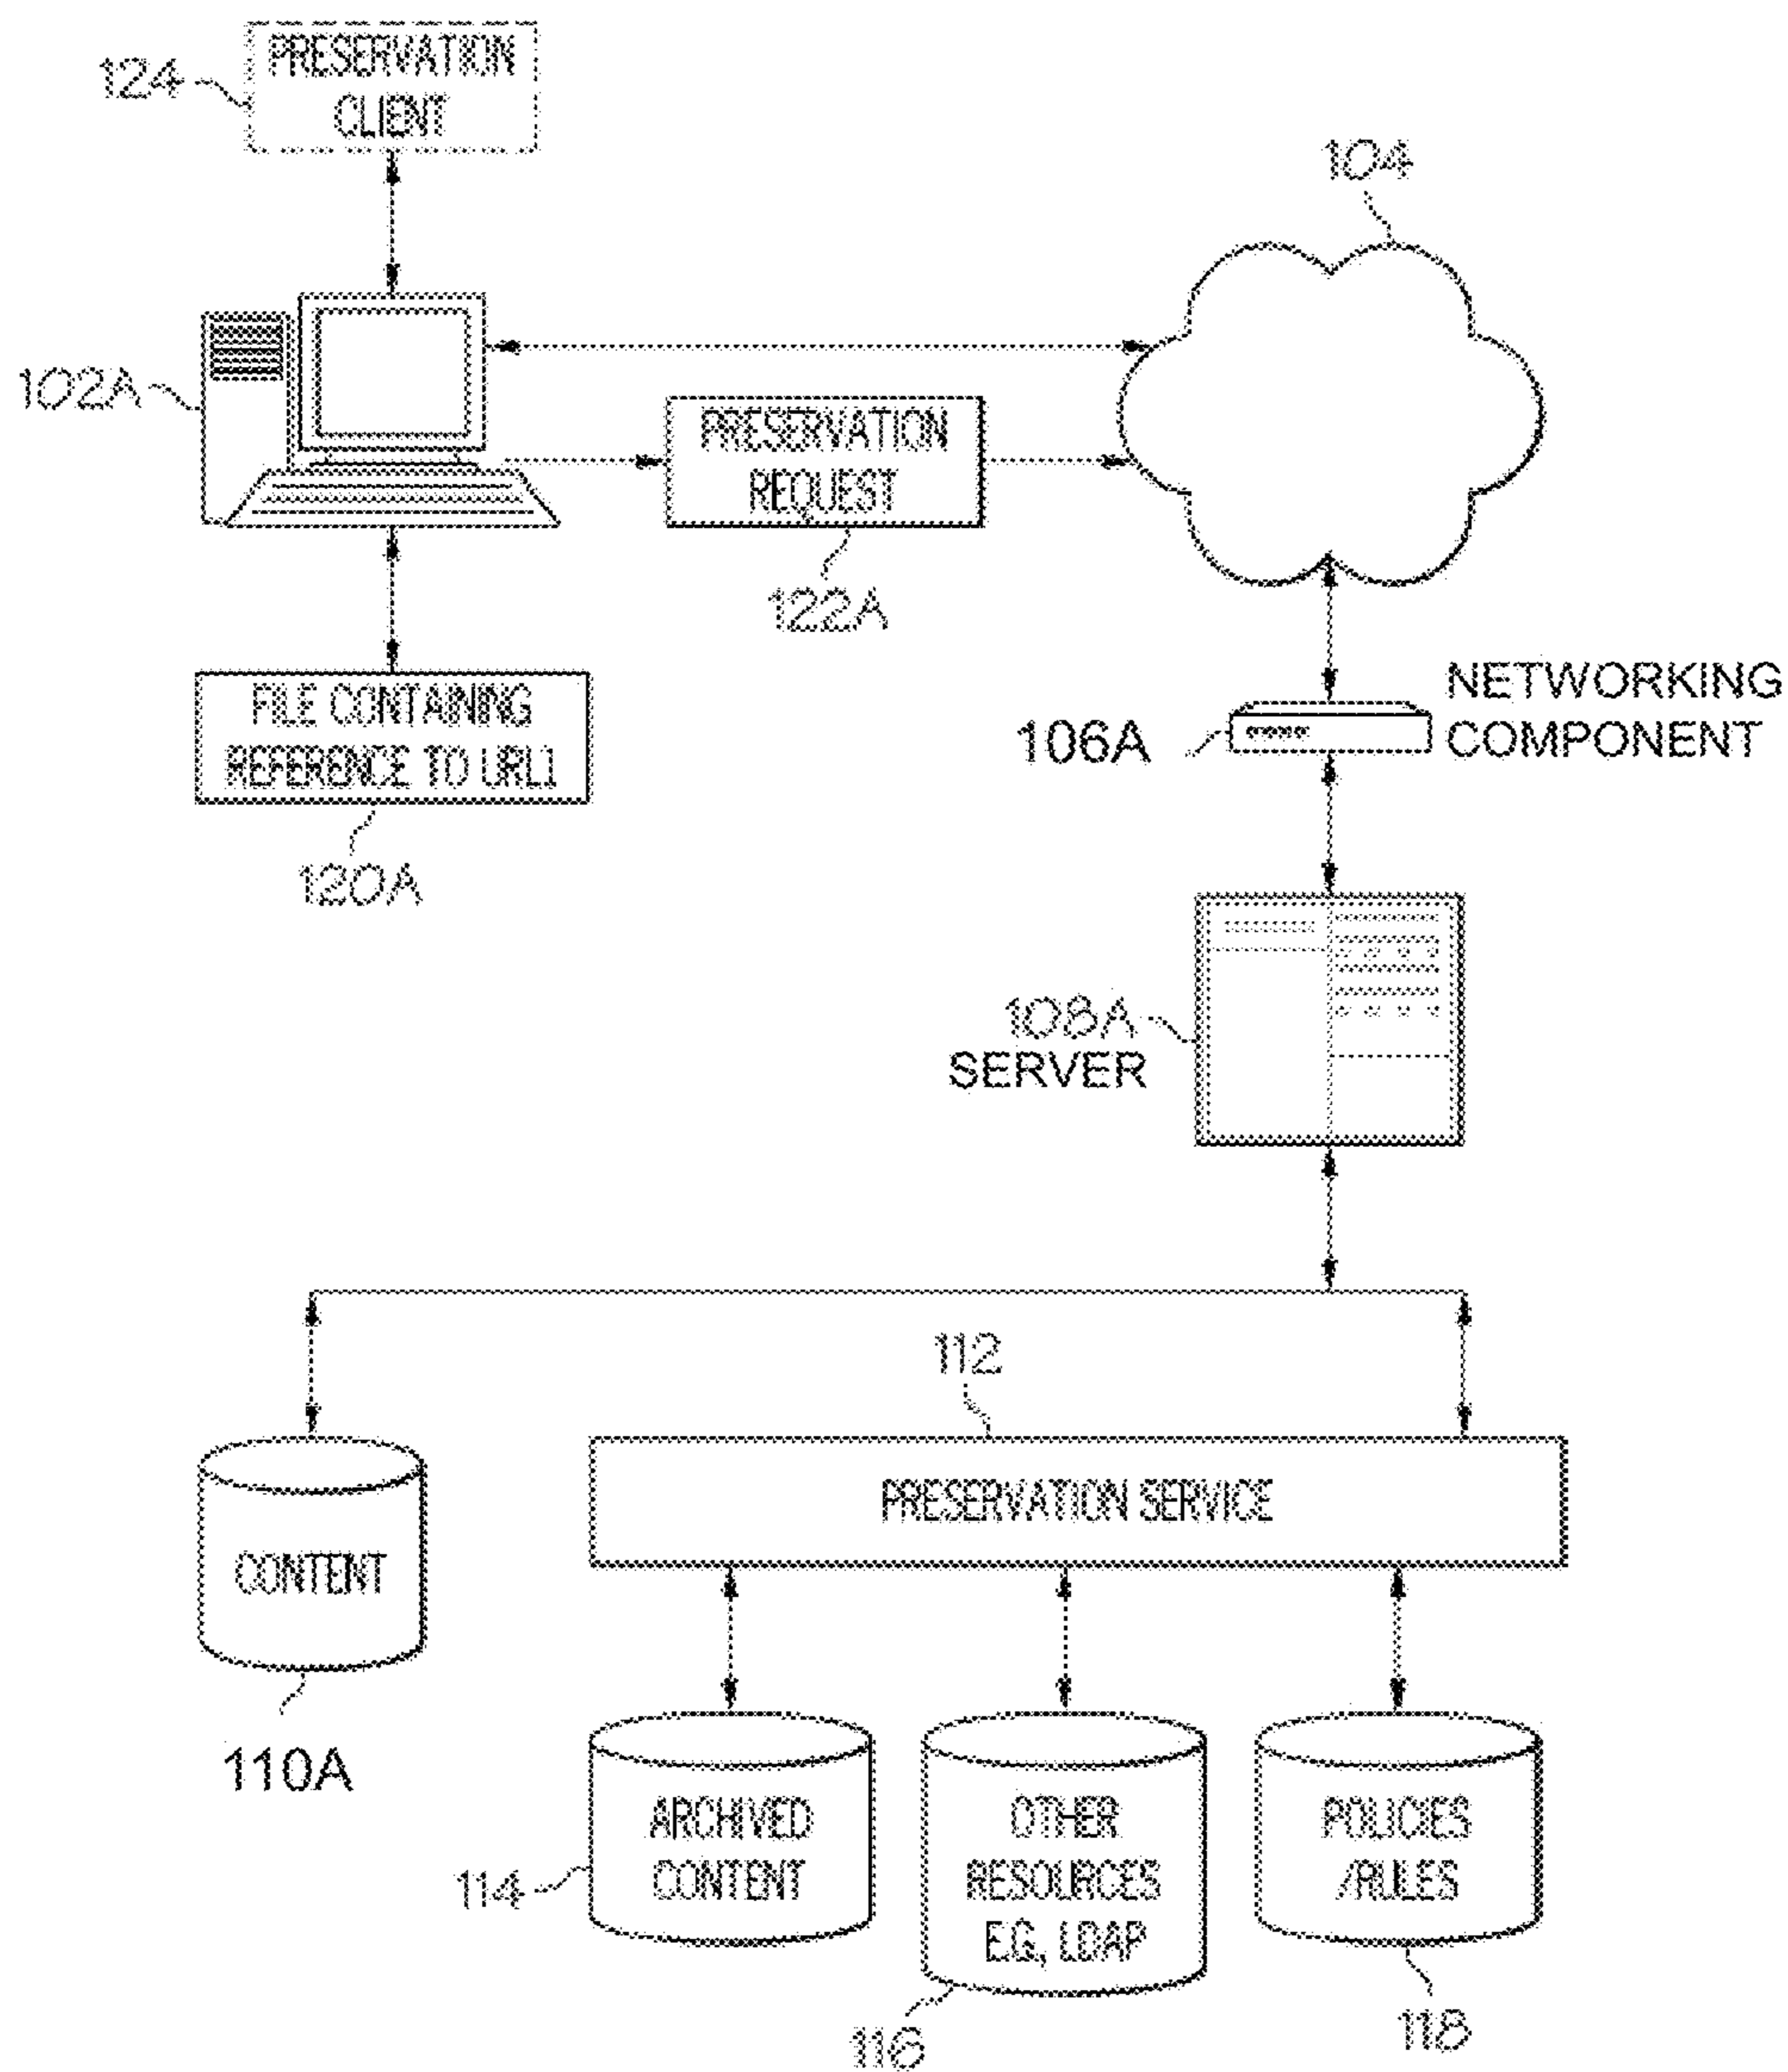 PRESERVATION
CLIENT
124
104
102A
PRESERVATION
REQUEST
122A
FILE CONTAINING
REFERENCE TO URL1
120A
NETWORKING
COMPONENT
106A
108A
SERVER
112
PRESERVATION SERVICE
CONTENT
110A
ARCHIVED
CONTENT
114
OTHER
RESOURCES
E.G., LDAP
116
POLICIES
/RULES
118